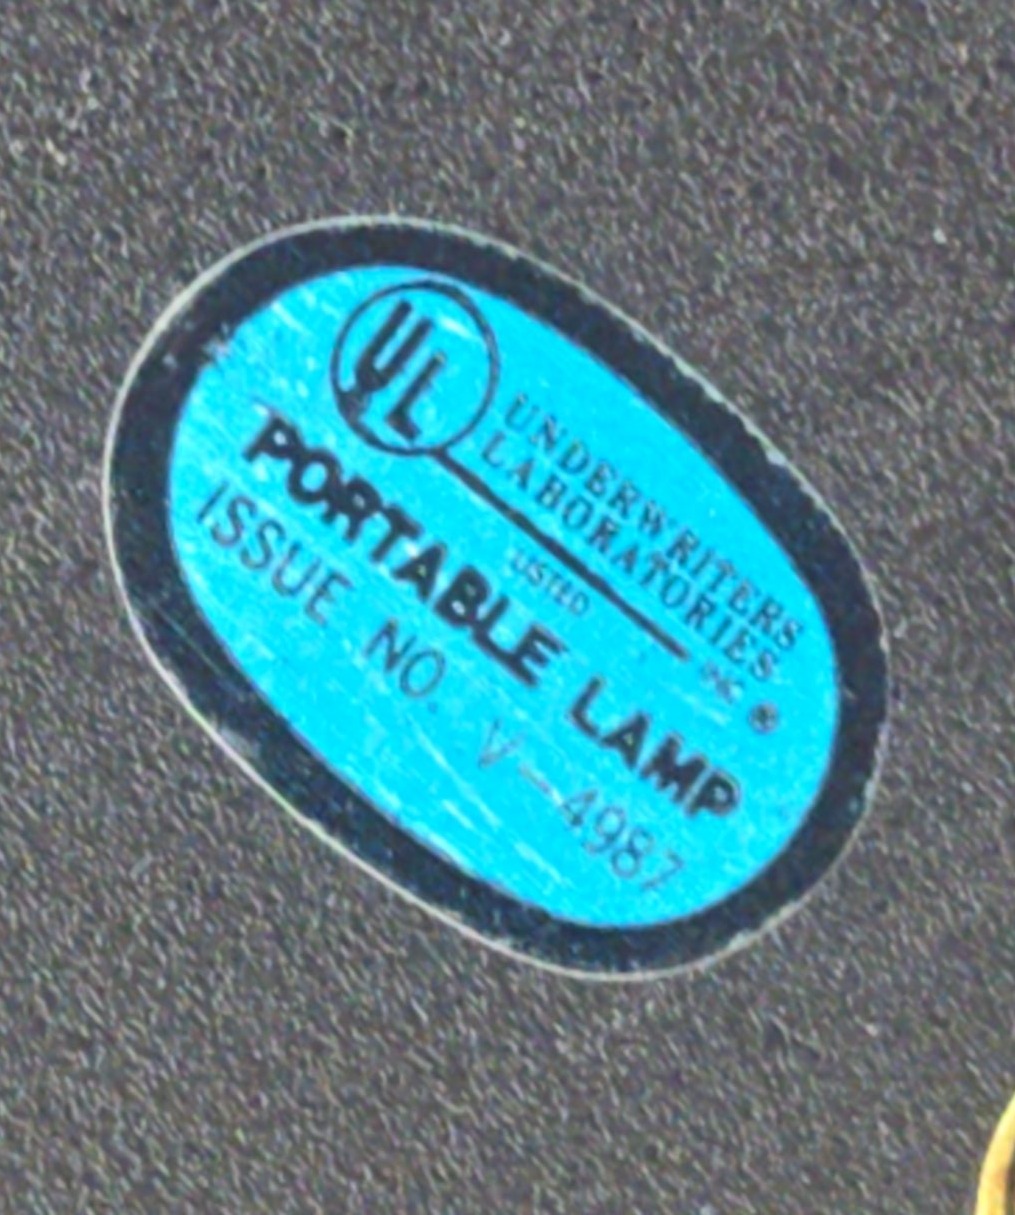 UL
UNDERWRITERS
LABORATORIES
INC. ®
LISTED
PORTABLE LAMP
ISSUE NO. V-4987